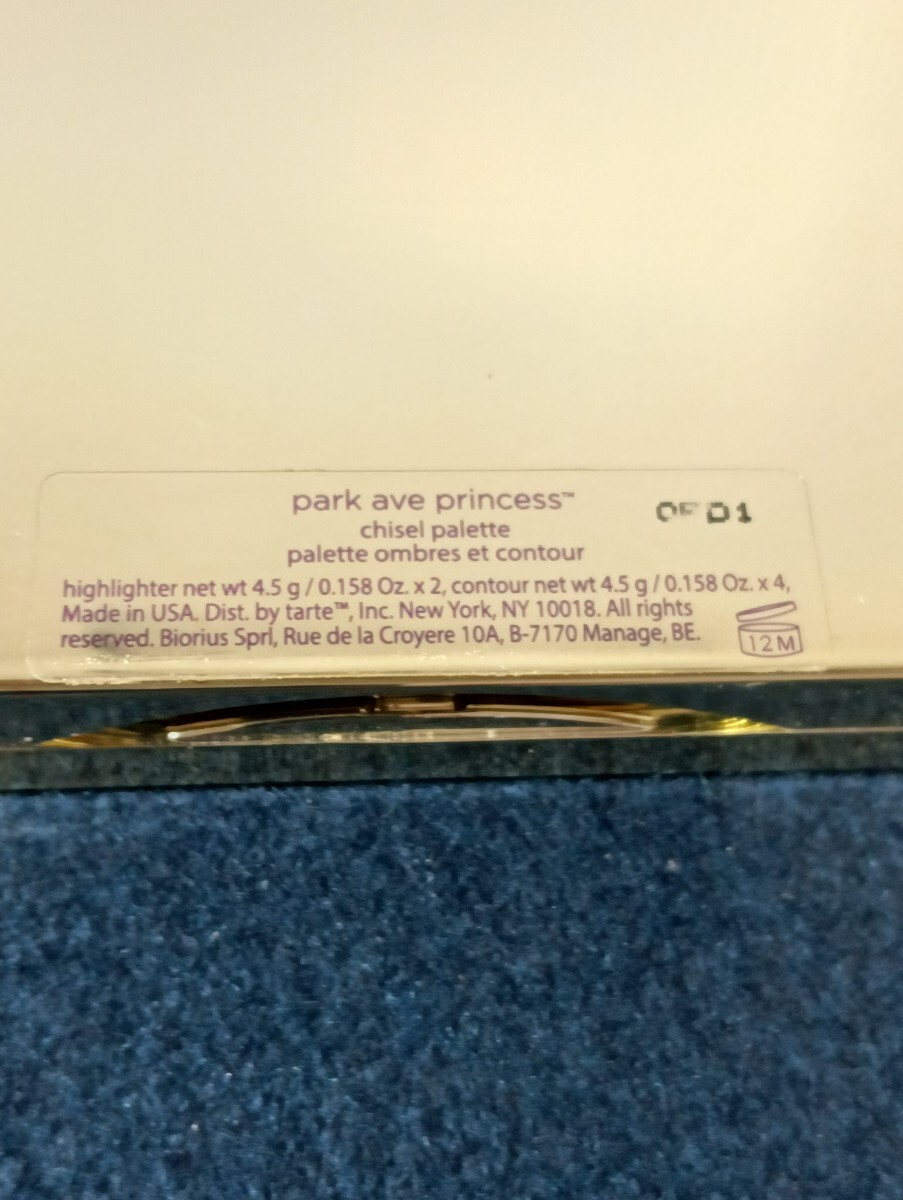 park ave princess™
chisel palette
palette ombres et contour
highlighter net wt 4.5 g / 0.158 Oz. x 2, contour net wt 4.5 g / 0.158 Oz. x 4,
Made in USA. Dist. by tarte™, Inc. New York, NY 10018. All rights
reserved. Biorius Sprl, Rue de la Croyere 10A, B-7170 Manage, BE.
12 M